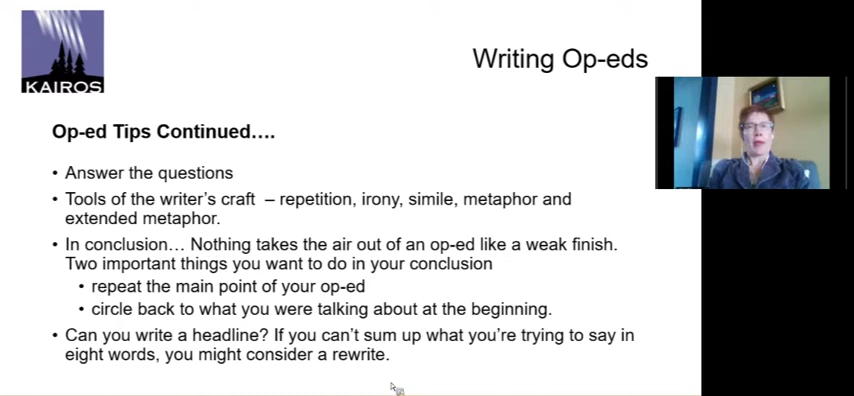 KAIROS
Writing Op-eds
Op-ed Tips Continued….
• Answer the questions
• Tools of the writer’s craft – repetition, irony, simile, metaphor and
extended metaphor.
• In conclusion… Nothing takes the air out of an op-ed like a weak finish.
Two important things you want to do in your conclusion
• repeat the main point of your op-ed
• circle back to what you were talking about at the beginning.
• Can you write a headline? If you can’t sum up what you’re trying to say in
eight words, you might consider a rewrite.